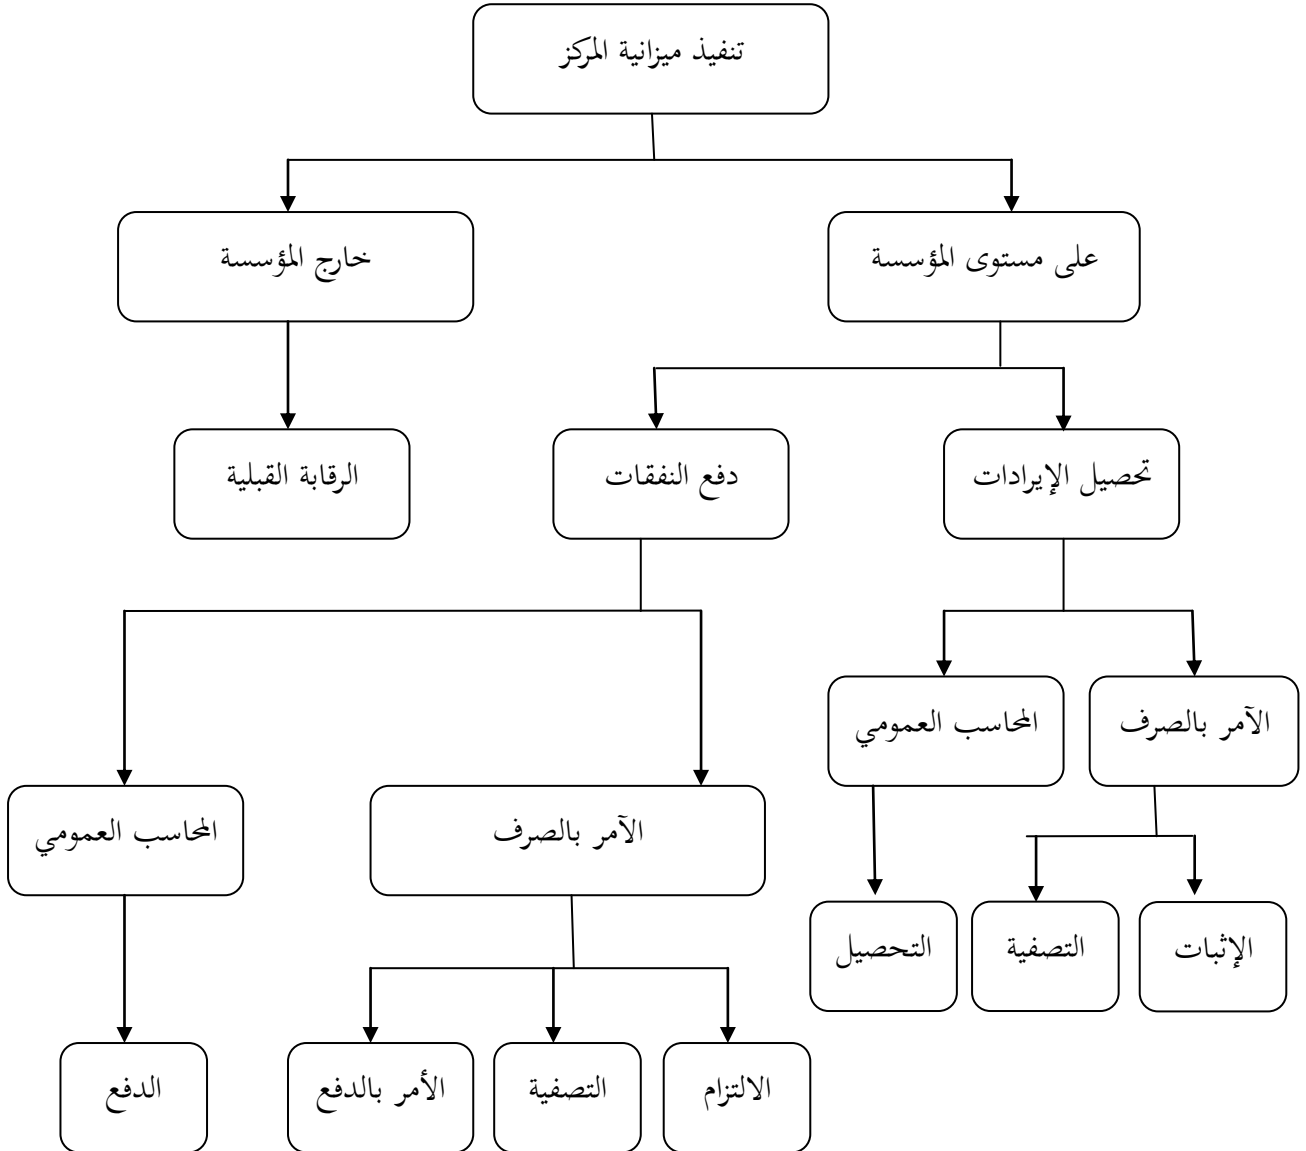 تنفيذ ميزانية المركز
على مستوى المؤسسة
خارج المؤسسة
تحصيل الإيرادات
دفع النفقات
الرقابة القبلية
الآمر بالصرف
المحاسب العمومي
الآمر بالصرف
المحاسب العمومي
الإثبات
التصفية
التحصيل
الالتزام
التصفية
الأمر بالدفع
الدفع